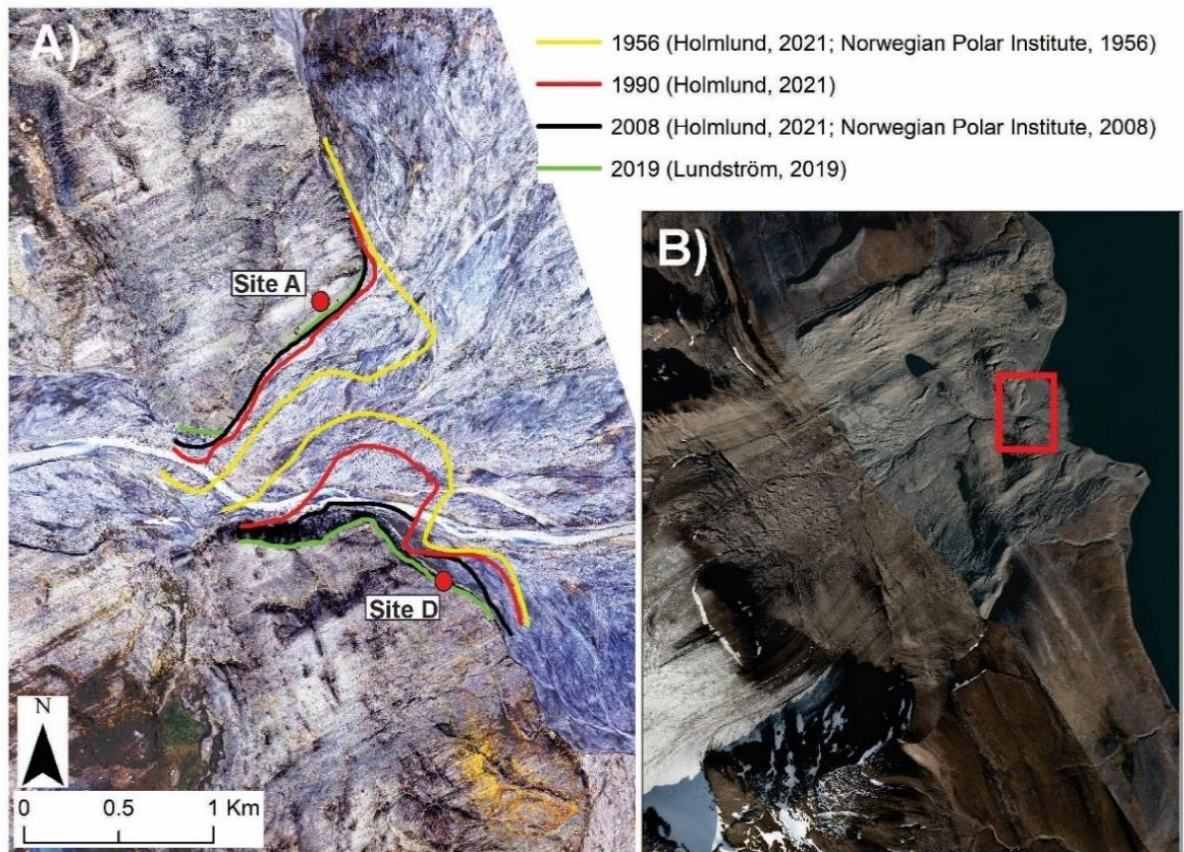 A)
1956 (Holmlund, 2021; Norwegian Polar Institute, 1956)
1990 (Holmlund, 2021)
2008 (Holmlund, 2021; Norwegian Polar Institute, 2008)
2019 (Lundström, 2019)
B)
Site A
Site D
N
0 0.5 1 Km